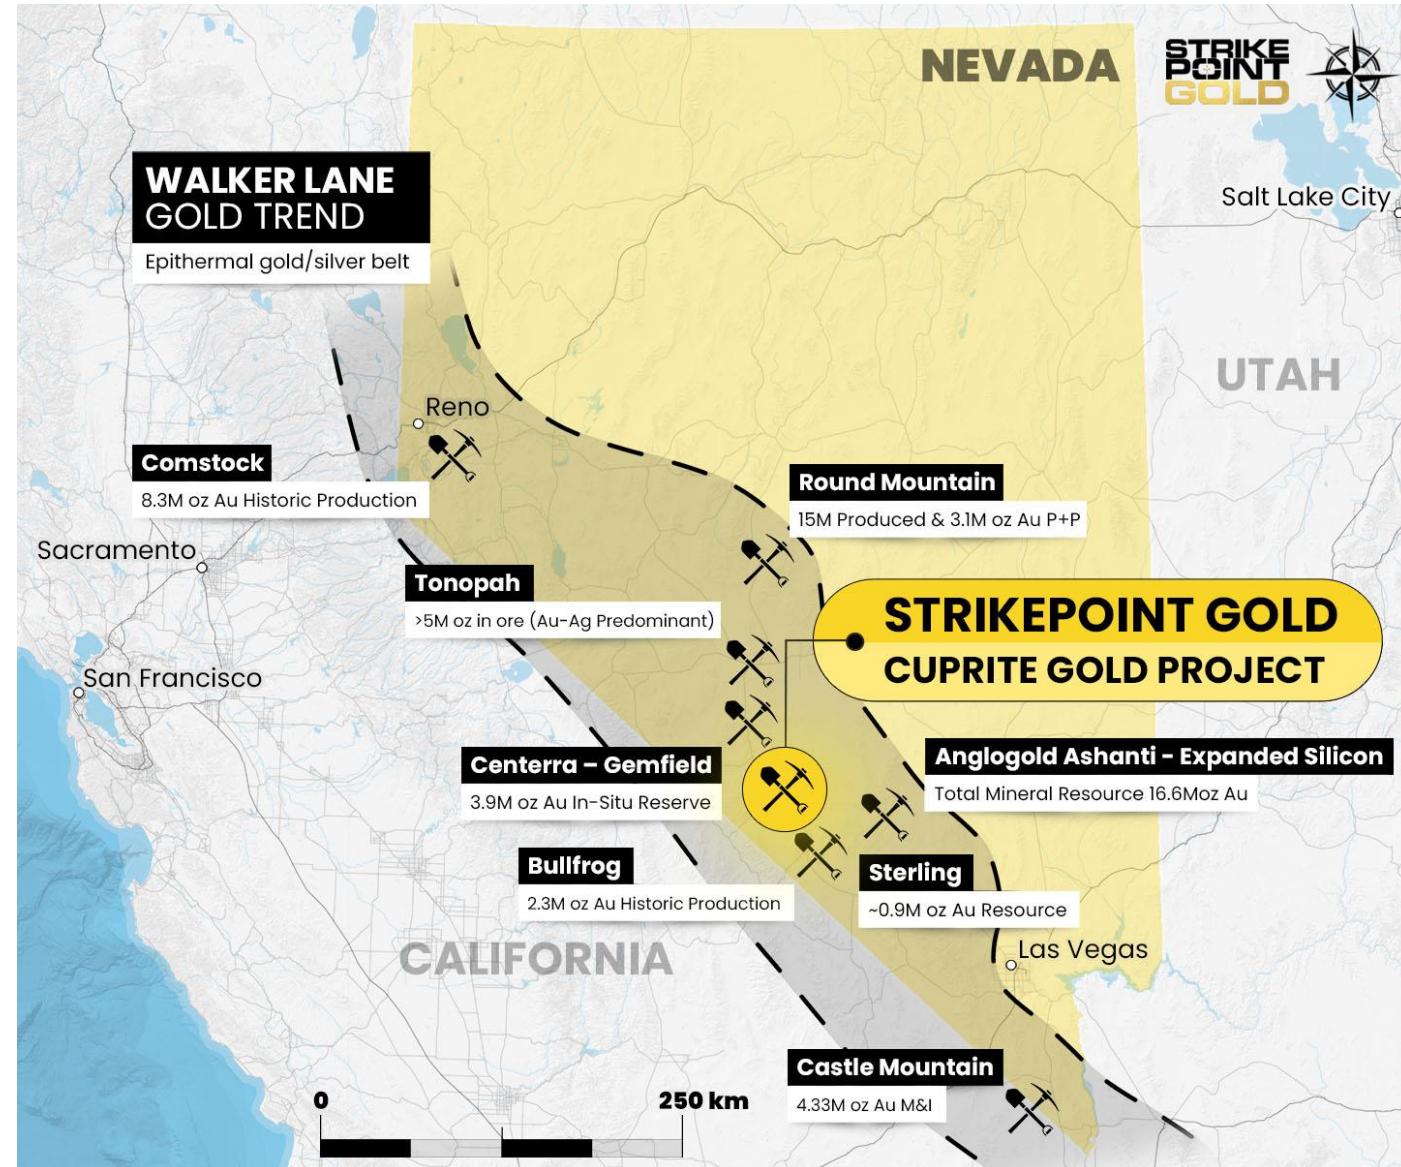 NEVADA
STRIKE
POINT
GOLD
Salt Lake City
WALKER LANE
GOLD TREND
Epithermal gold/silver belt
UTAH
Reno
Comstock
8.3M oz Au Historic Production
Round Mountain
15M Produced & 3.1M oz Au P+P
Sacramento
Tonopah
>5M oz in ore (Au-Ag Predominant)
STRIKEPOINT GOLD
CUPRITE GOLD PROJECT
San Francisco
Centerra – Gemfield
3.9M oz Au In-Situ Reserve
Anglogold Ashanti - Expanded Silicon
Total Mineral Resource 16.6Moz Au
Bullfrog
2.3M oz Au Historic Production
Sterling
~0.9M oz Au Resource
CALIFORNIA
Las Vegas
Castle Mountain
4.33M oz Au M&I
0
250 km